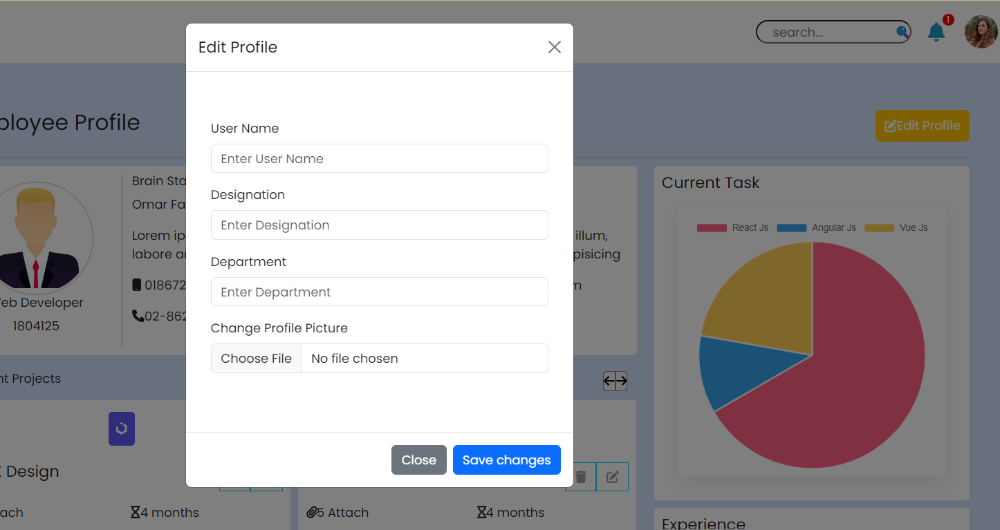 search...
1
Edit Profile
ployee Profile
Edit Profile
User Name
Enter User Name
Designation
Enter Designation
Department
Enter Department
Change Profile Picture
Choose File No file chosen
Close Save changes
eb Developer
1804125
Brain Sta
Omar Fa
Lorem ip
illum,
labore a
pisicing
018672
m
02-862
Current Task
React Js Angular Js Vue Js
nt Projects
Design
ach
4 months
5 Attach
4 months
Experience